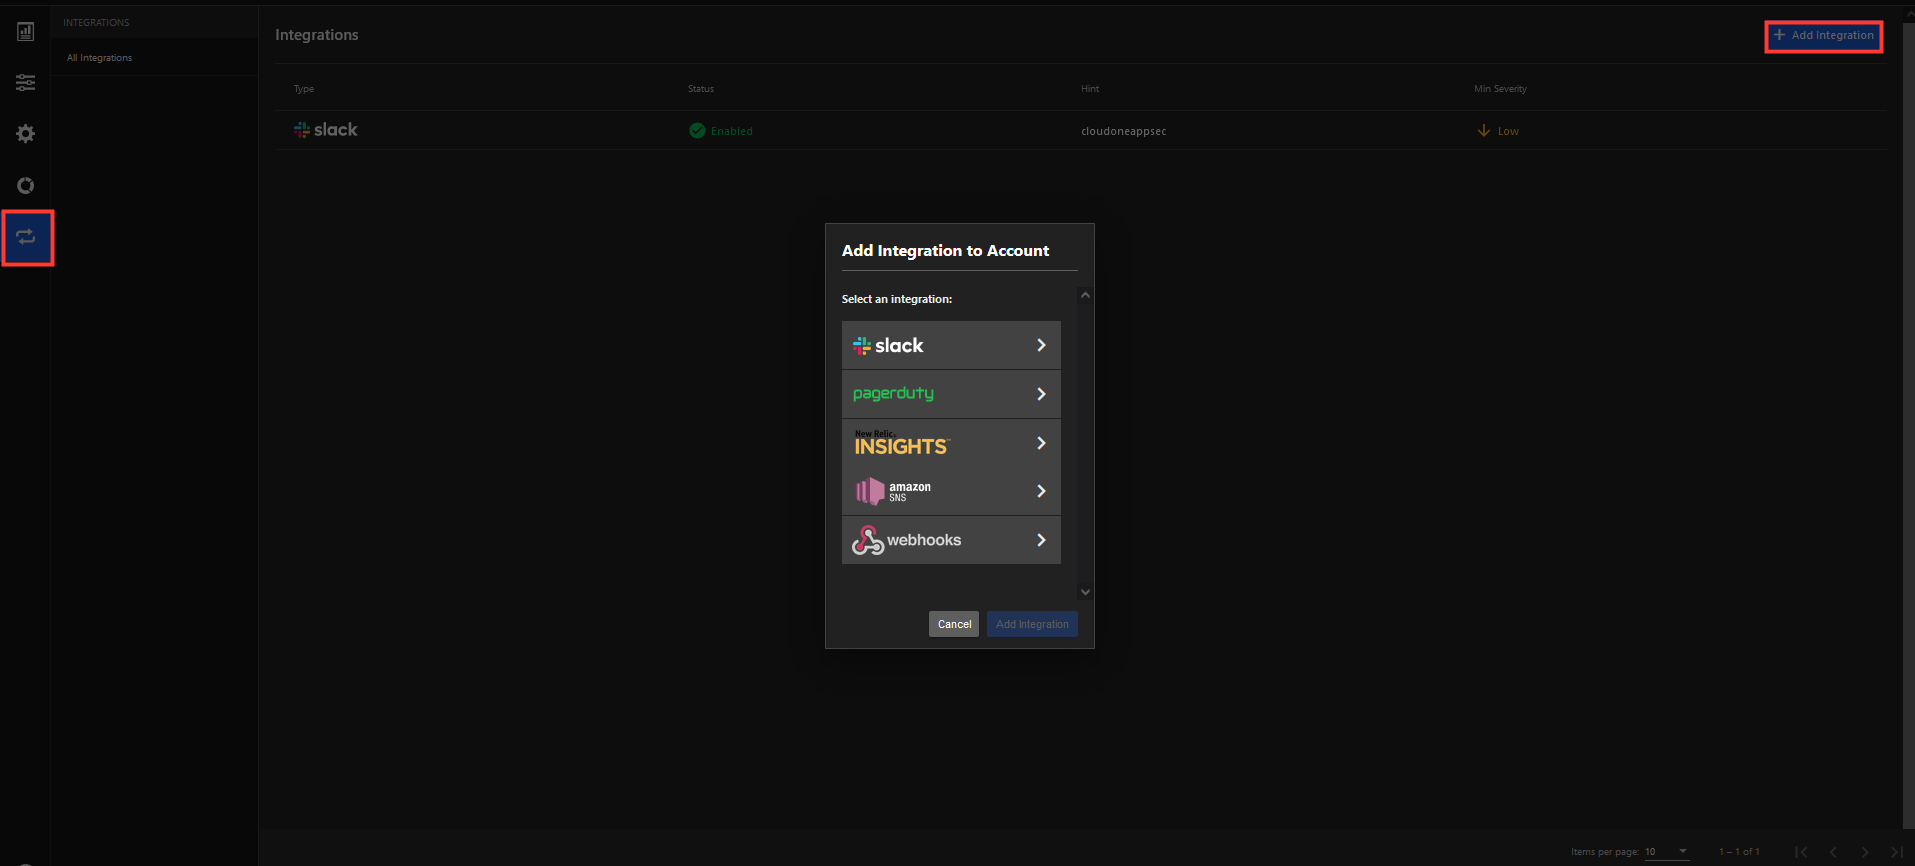 INTEGRATIONS
All Integrations
Integrations
Add Integration
Type Status Hint Min Severity
slack Enabled cloudoneappsec Low
Add Integration to Account
Select an integration:
slack
pagerduty
New Relic.
INSIGHTS™
amazon
SNS
webhooks
Cancel Add Integration
Items per page: 10 1 – 1 of 1